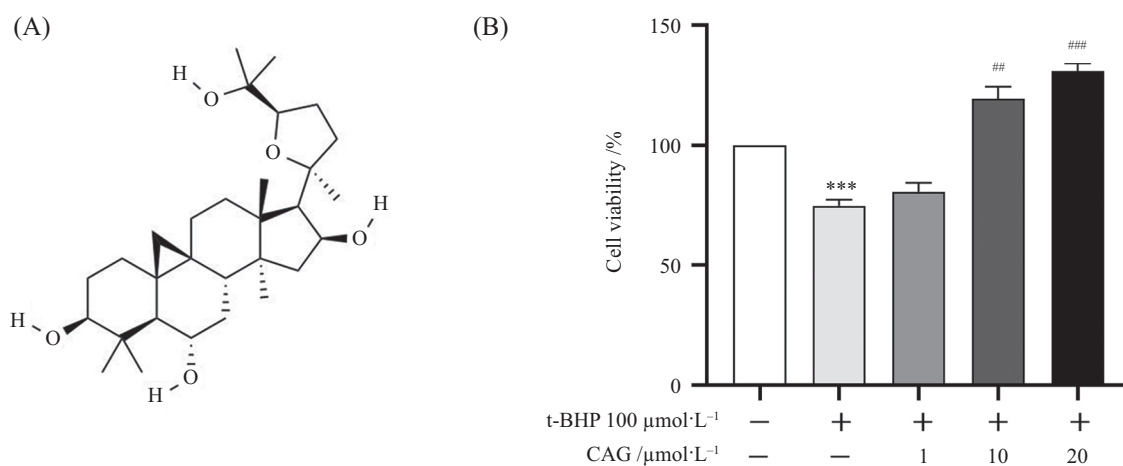 (A)
H
O
O
H
O
H
O
O
H
(B)
150
100
50
0
Cell viability /%
***
##
###
t-BHP 100 μmol·L⁻¹ — + + + +
CAG /μmol·L⁻¹ — — 1 10 20